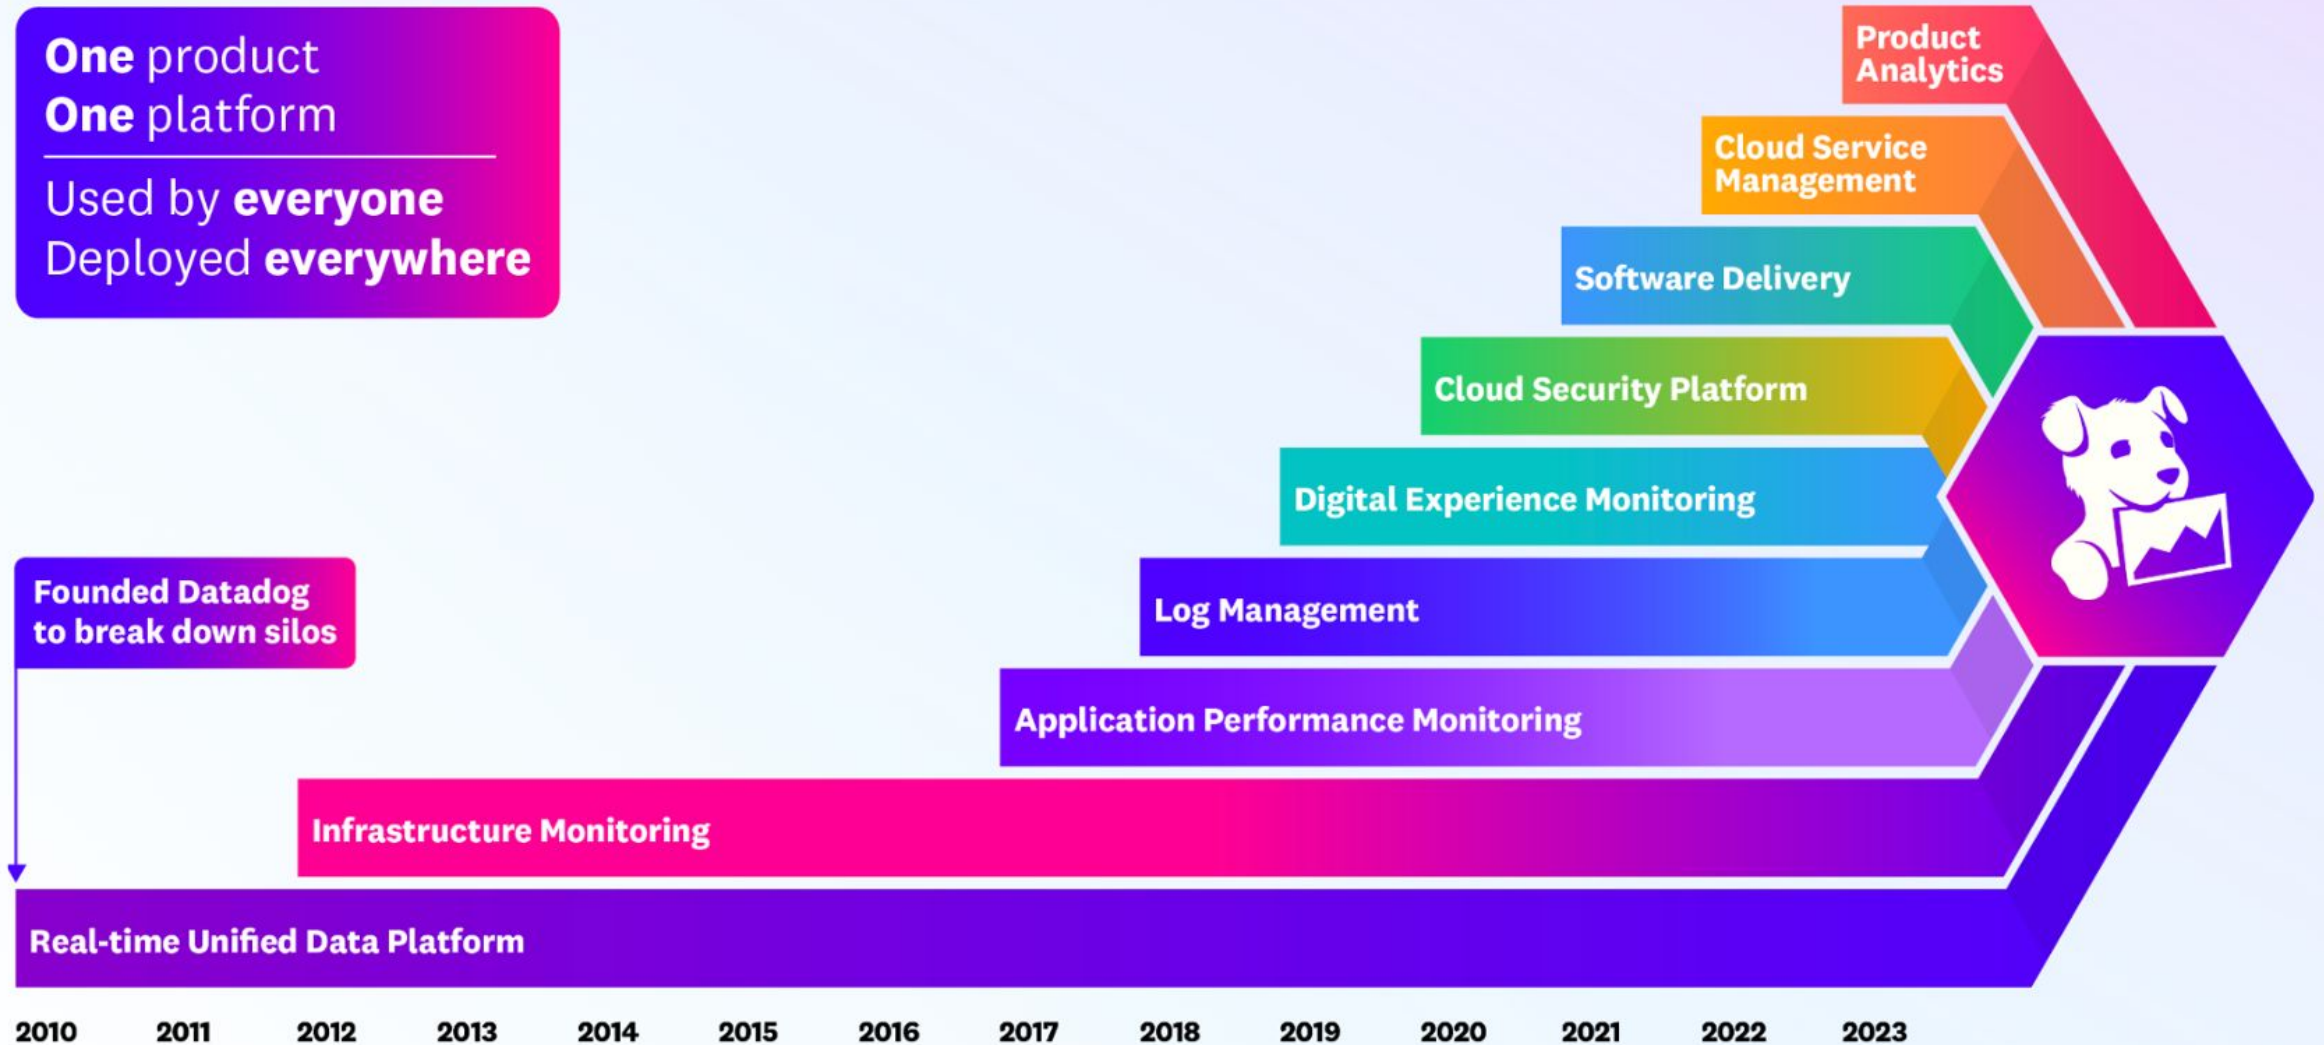 One product
One platform
Used by everyone
Deployed everywhere
Product
Analytics
Cloud Service
Management
Software Delivery
Cloud Security Platform
Digital Experience Monitoring
Founded Datadog
to break down silos
Log Management
Application Performance Monitoring
Infrastructure Monitoring
Real-time Unified Data Platform
2010 2011 2012 2013 2014 2015 2016 2017 2018 2019 2020 2021 2022 2023